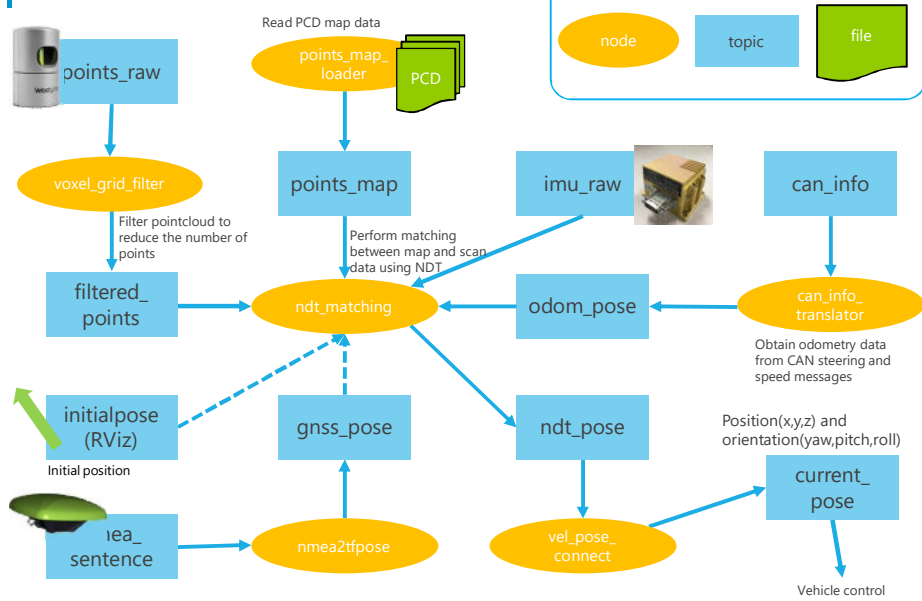 Read PCD map data
node
topic
file
points_raw
points_map_
loader
PCD
voxel_grid_filter
points_map
imu_raw
can_info
Filter pointcloud to
reduce the number of
points
Perform matching
between map and scan
data using NDT
filtered_
points
ndt_matching
odom_pose
can_info_
translator
Obtain odometry data
from CAN steering and
speed messages
initialpose
(RViz)
gnss_pose
ndt_pose
Position(x,y,z) and
orientation(yaw,pitch,roll)
Initial position
current_
pose
mea_
sentence
nmea2tfpose
vel_pose_
connect
Vehicle control